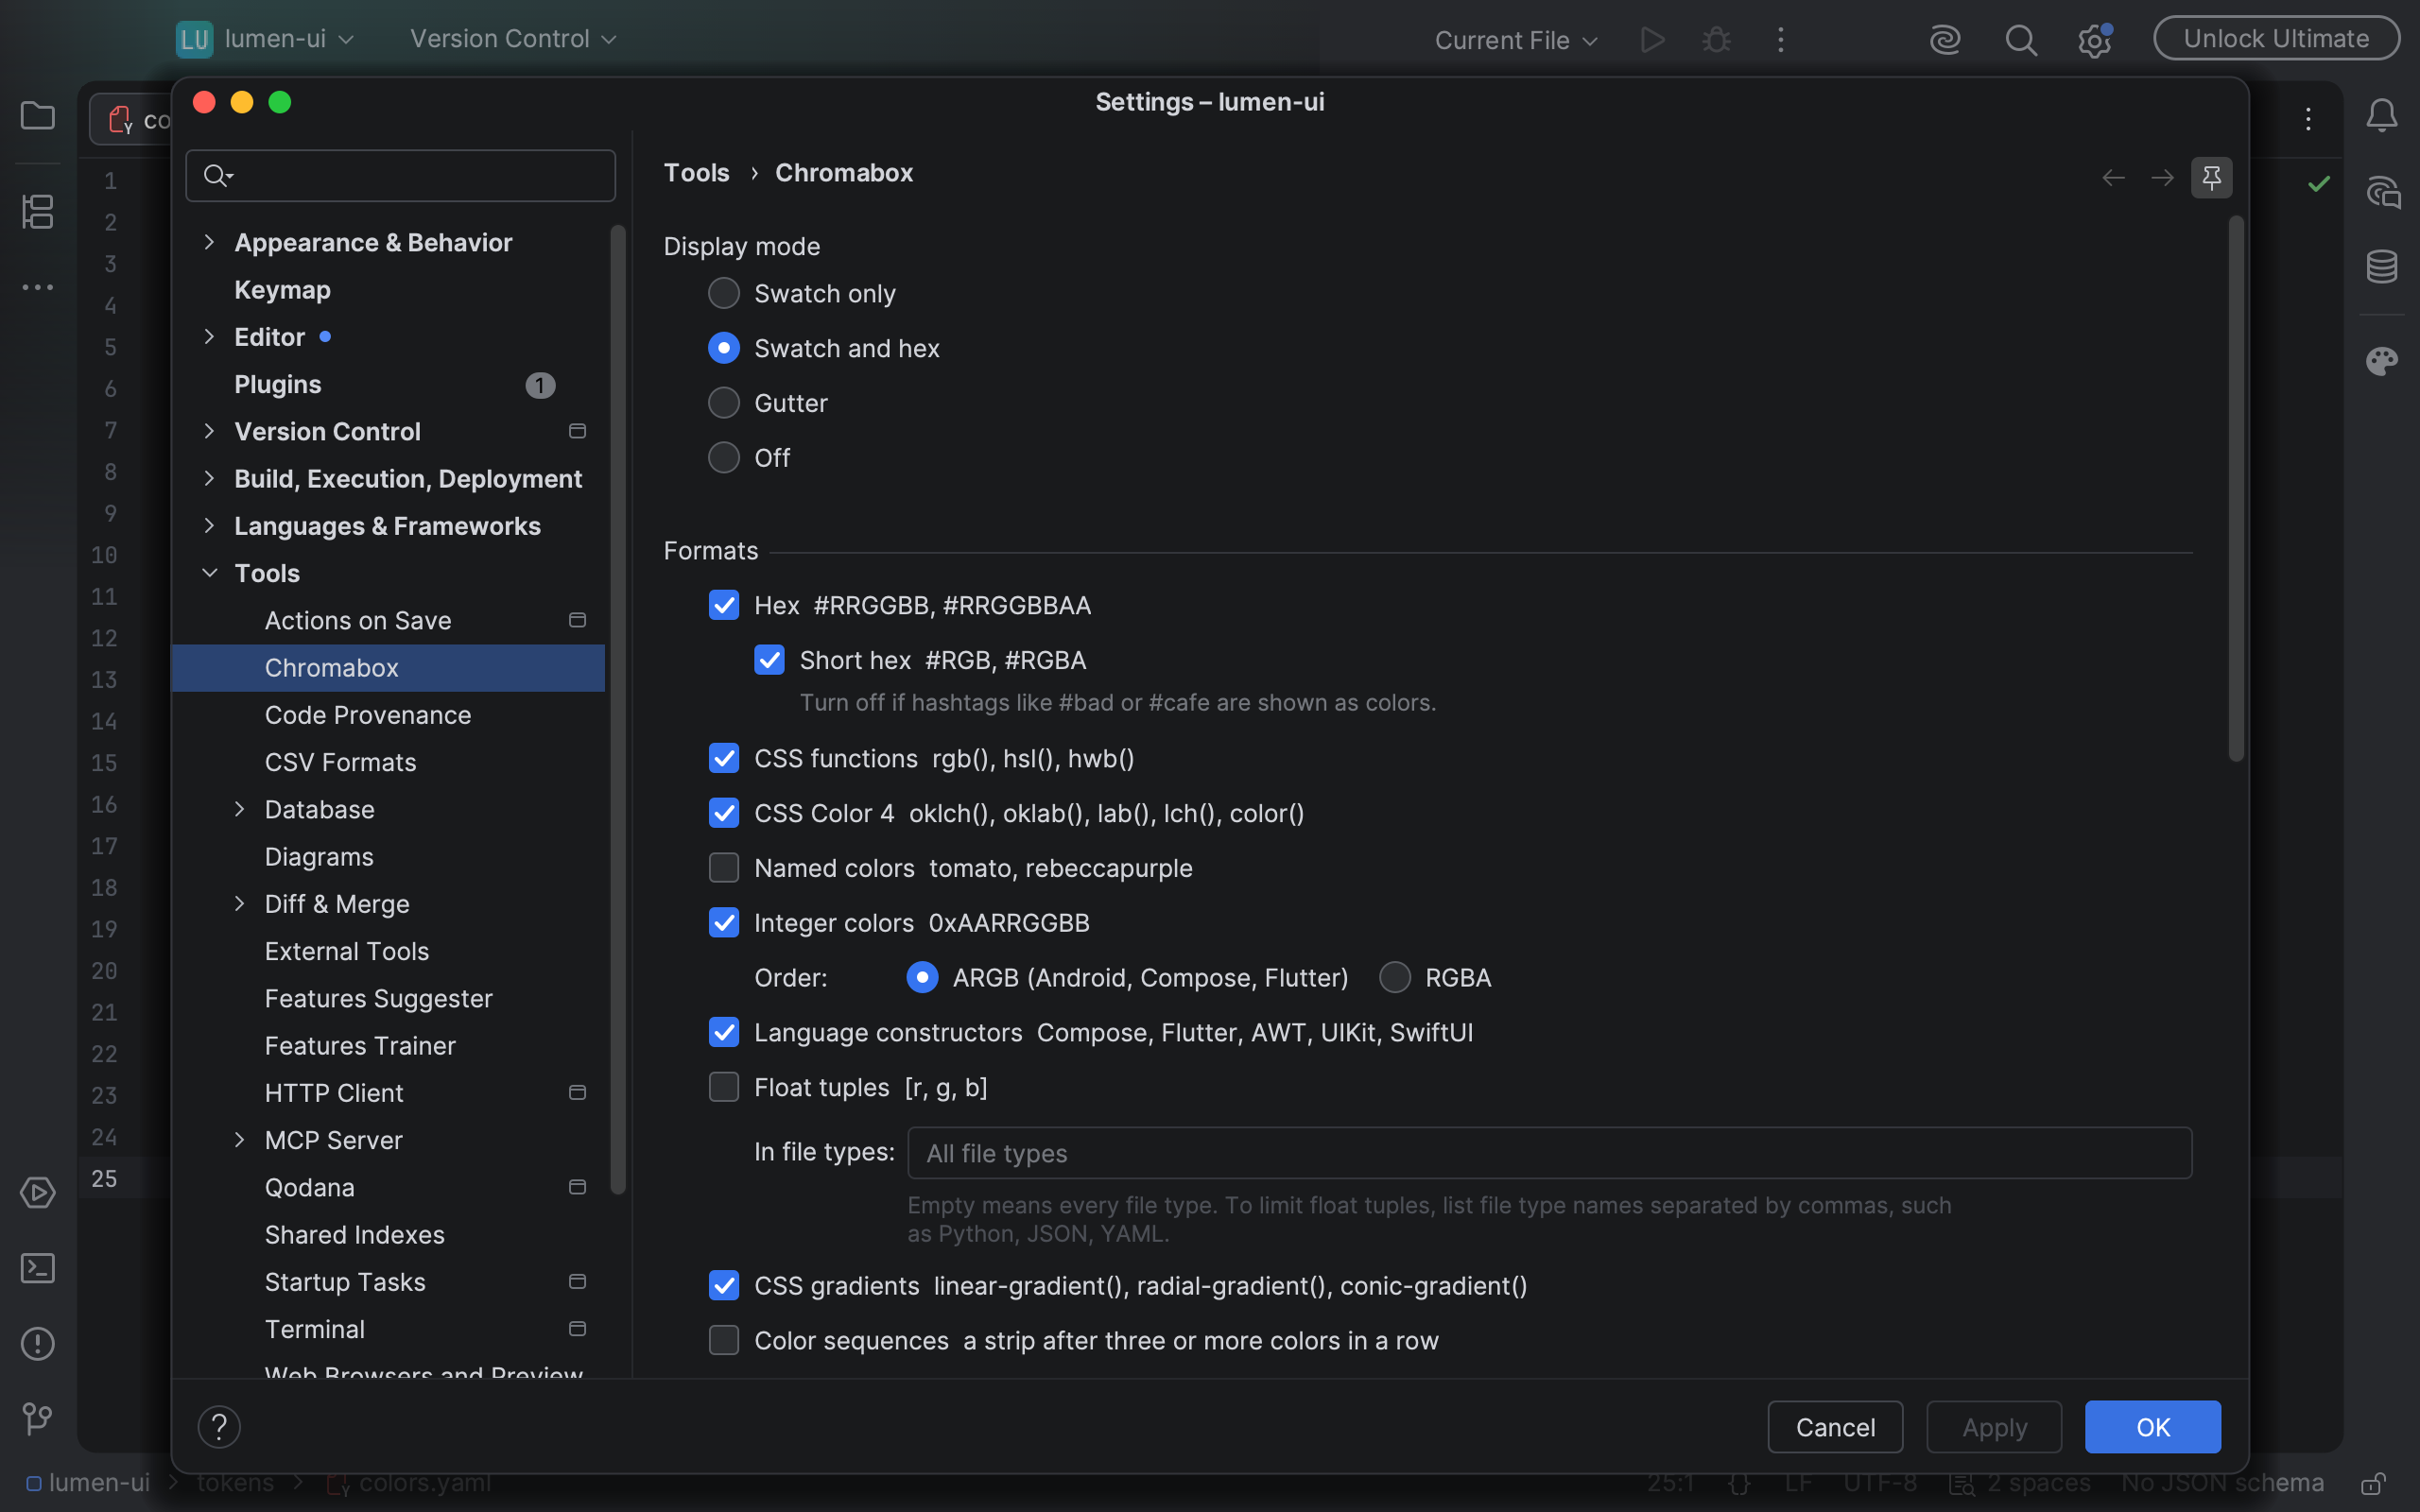 LU lumen-ui
Version Control
Current File
Unlock Ultimate
Settings – lumen-ui
co
Tools › Chromabox
Appearance & Behavior
Keymap
Editor
Plugins 1
Version Control
Build, Execution, Deployment
Languages & Frameworks
Tools
Actions on Save
Chromabox
Code Provenance
CSV Formats
Database
Diagrams
Diff & Merge
External Tools
Features Suggester
Features Trainer
HTTP Client
MCP Server
Qodana
Shared Indexes
Startup Tasks
Terminal
Web Browsers and Preview
Display mode
Swatch only
Swatch and hex
Gutter
Off
Formats
Hex #RRGGBB, #RRGGBBAA
Short hex #RGB, #RGBA
Turn off if hashtags like #bad or #cafe are shown as colors.
CSS functions rgb(), hsl(), hwb()
CSS Color 4 oklch(), oklab(), lab(), lch(), color()
Named colors tomato, rebeccapurple
Integer colors 0xAARRGGBB
Order: ARGB (Android, Compose, Flutter) RGBA
Language constructors Compose, Flutter, AWT, UIKit, SwiftUI
Float tuples [r, g, b]
In file types: All file types
Empty means every file type. To limit float tuples, list file type names separated by commas, such
as Python, JSON, YAML.
CSS gradients linear-gradient(), radial-gradient(), conic-gradient()
Color sequences a strip after three or more colors in a row
?
Cancel
Apply
OK
1
2
3
4
5
6
7
8
9
10
11
12
13
14
15
16
17
18
19
20
21
22
23
24
25
lumen-ui > tokens > colors.yaml
25:1 {} LF UTF-8 2 spaces No JSON schema